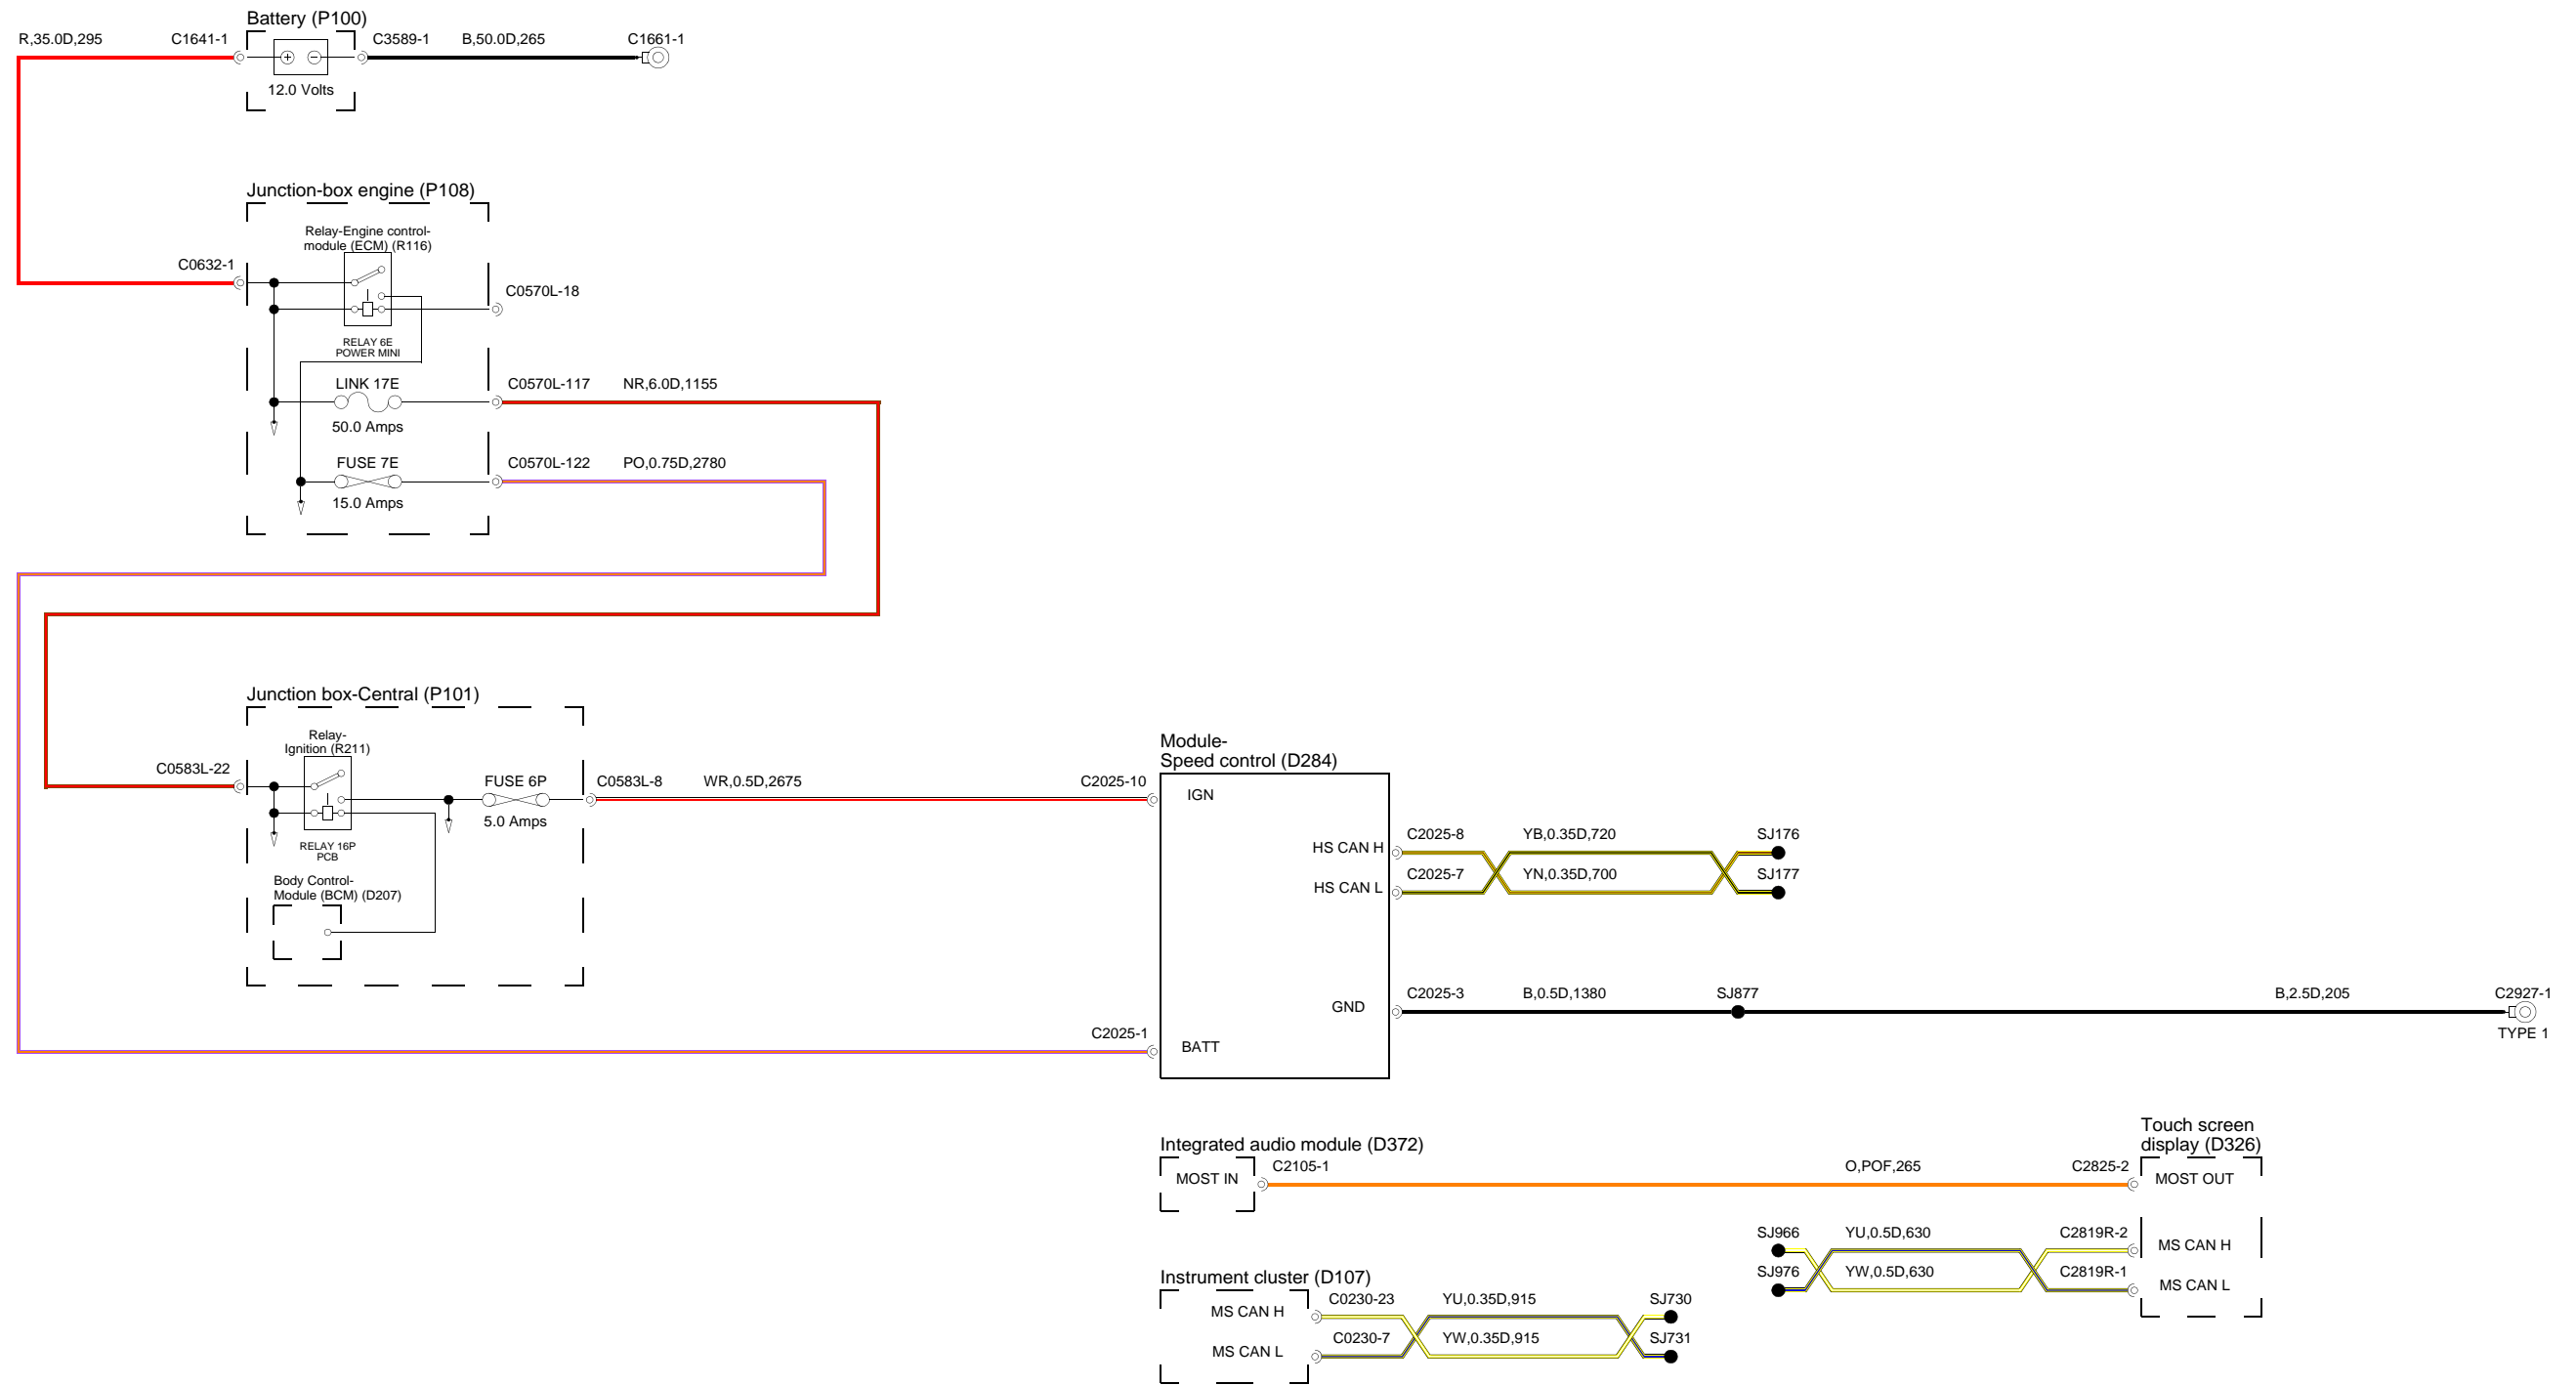 Battery (P100)
R,35.0D,295
C1641-1
C3589-1
B,50.0D,265
C1661-1
12.0 Volts
Junction-box engine (P108)
Relay-Engine control-
module (ECM) (R116)
C0632-1
C0570L-18
RELAY 6E
POWER MINI
LINK 17E
C0570L-117
NR,6.0D,1155
50.0 Amps
FUSE 7E
C0570L-122
PO,0.75D,2780
15.0 Amps
Junction box-Central (P101)
Relay-
Ignition (R211)
C0583L-22
FUSE 6P
C0583L-8
WR,0.5D,2675
C2025-10
5.0 Amps
RELAY 16P
PCB
Body Control-
Module (BCM) (D207)
Module-
Speed control (D284)
IGN
HS CAN H
C2025-8
YB,0.35D,720
SJ176
HS CAN L
C2025-7
YN,0.35D,700
SJ177
GND
C2025-3
B,0.5D,1380
SJ877
B,2.5D,205
C2927-1
TYPE 1
C2025-1
BATT
Integrated audio module (D372)
MOST IN
C2105-1
O,POF,265
C2825-2
Touch screen
display (D326)
MOST OUT
SJ966
YU,0.5D,630
C2819R-2
MS CAN H
SJ976
YW,0.5D,630
C2819R-1
MS CAN L
Instrument cluster (D107)
MS CAN H
C0230-23
YU,0.35D,915
SJ730
MS CAN L
C0230-7
YW,0.35D,915
SJ731